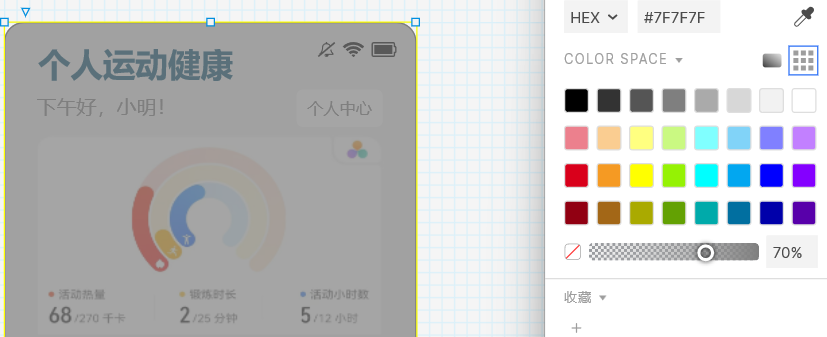 HEX #7F7F7F
COLOR SPACE
70%
收藏
个人运动健康
下午好，小明！
个人中心
活动热量 锻炼时长 活动小时数
68/270 千卡 2/25 分钟 5/12 小时